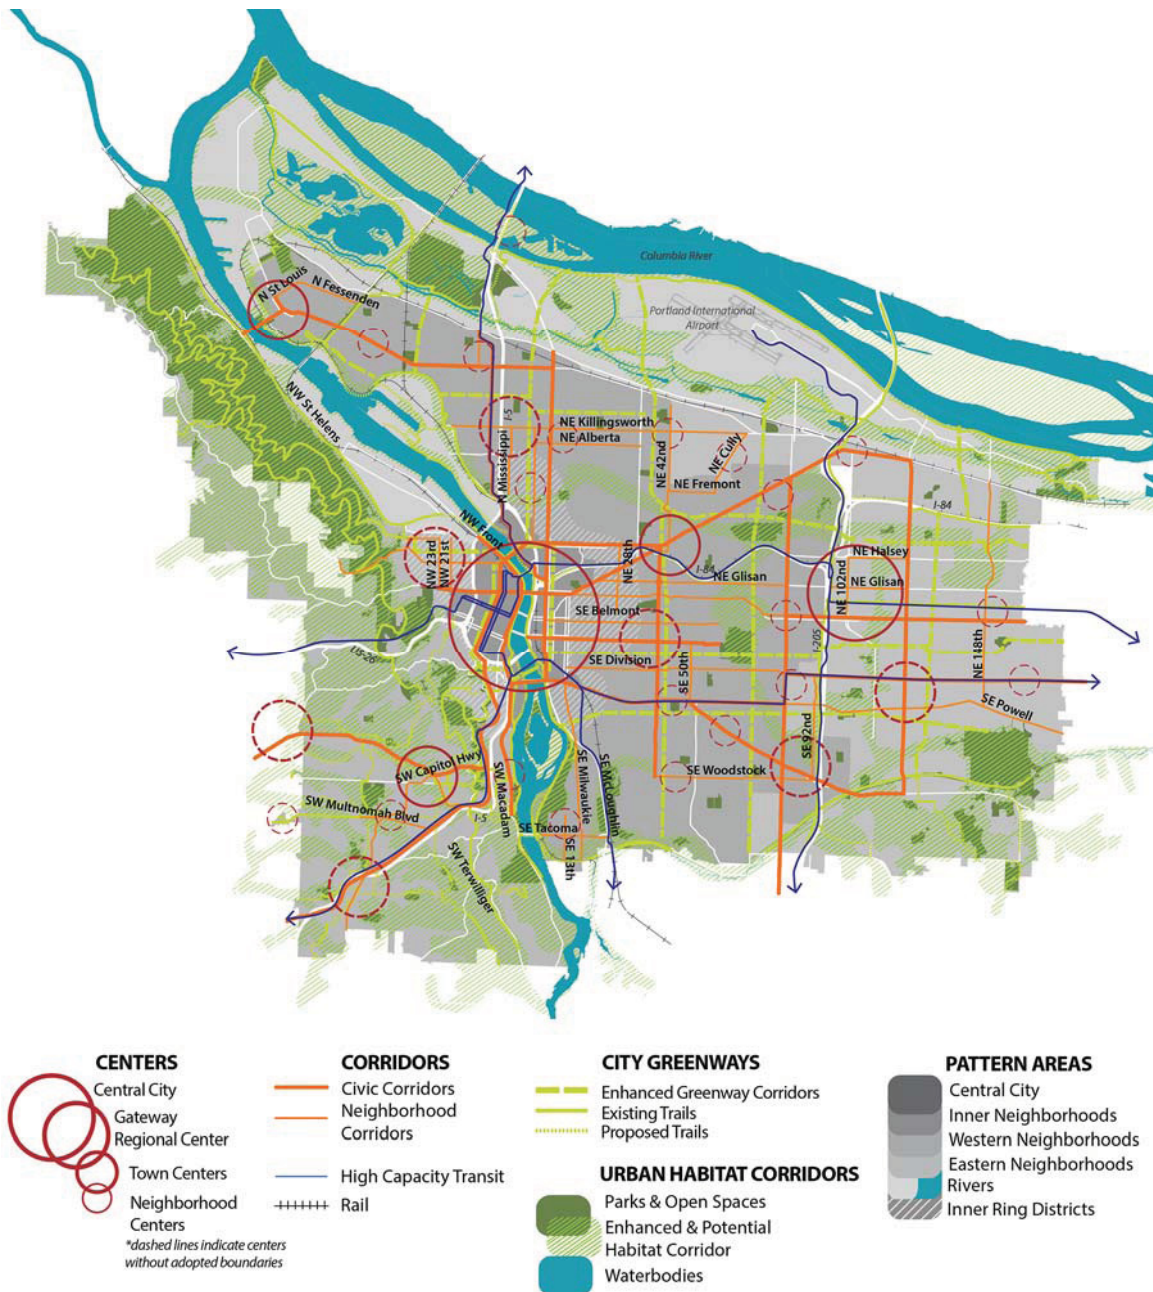 Columbia River
Portland International
Airport
N St Louis
N Fessenden
NW St Helens
I-5
N Mississippi
NE Killingsworth
NE Alberta
NE 42nd
NE Cully
NE Fremont
I-84
NW Front
NW 23rd
NW 21st
NE 28th
I-84
NE Halsey
NE Glisan
NE Glisan
NE 102nd
SE Belmont
I-205
NE 148th
US-26
SE Division
SE 50th
SE Powell
SE 92nd
SW Capitol Hwy
SE Woodstock
SW Macadam
SE Milwaukie
SE McLoughlin
SW Multnomah Blvd
I-5
SE Tacoma
SE 13th
SW Terwilliger
CENTERS
Central City
Gateway
Regional Center
Town Centers
Neighborhood
Centers
*dashed lines indicate centers
without adopted boundaries
CORRIDORS
Civic Corridors
Neighborhood
Corridors
High Capacity Transit
Rail
CITY GREENWAYS
Enhanced Greenway Corridors
Existing Trails
Proposed Trails
URBAN HABITAT CORRIDORS
Parks & Open Spaces
Enhanced & Potential
Habitat Corridor
Waterbodies
PATTERN AREAS
Central City
Inner Neighborhoods
Western Neighborhoods
Eastern Neighborhoods
Rivers
Inner Ring Districts